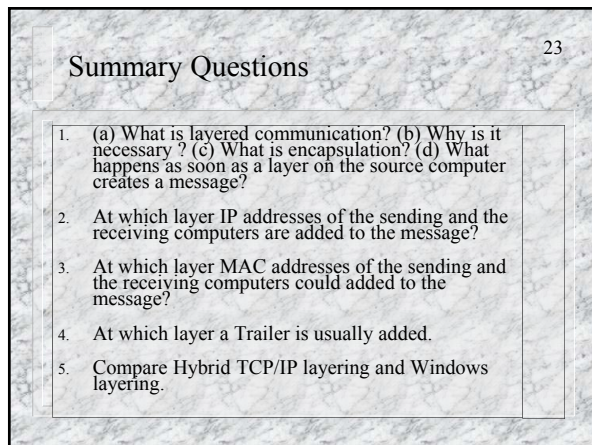 23
Summary Questions
1. (a) What is layered communication? (b) Why is it
necessary ? (c) What is encapsulation? (d) What
happens as soon as a layer on the source computer
creates a message?
2. At which layer IP addresses of the sending and the
receiving computers are added to the message?
3. At which layer MAC addresses of the sending and
the receiving computers could added to the
message?
4. At which layer a Trailer is usually added.
5. Compare Hybrid TCP/IP layering and Windows
layering.